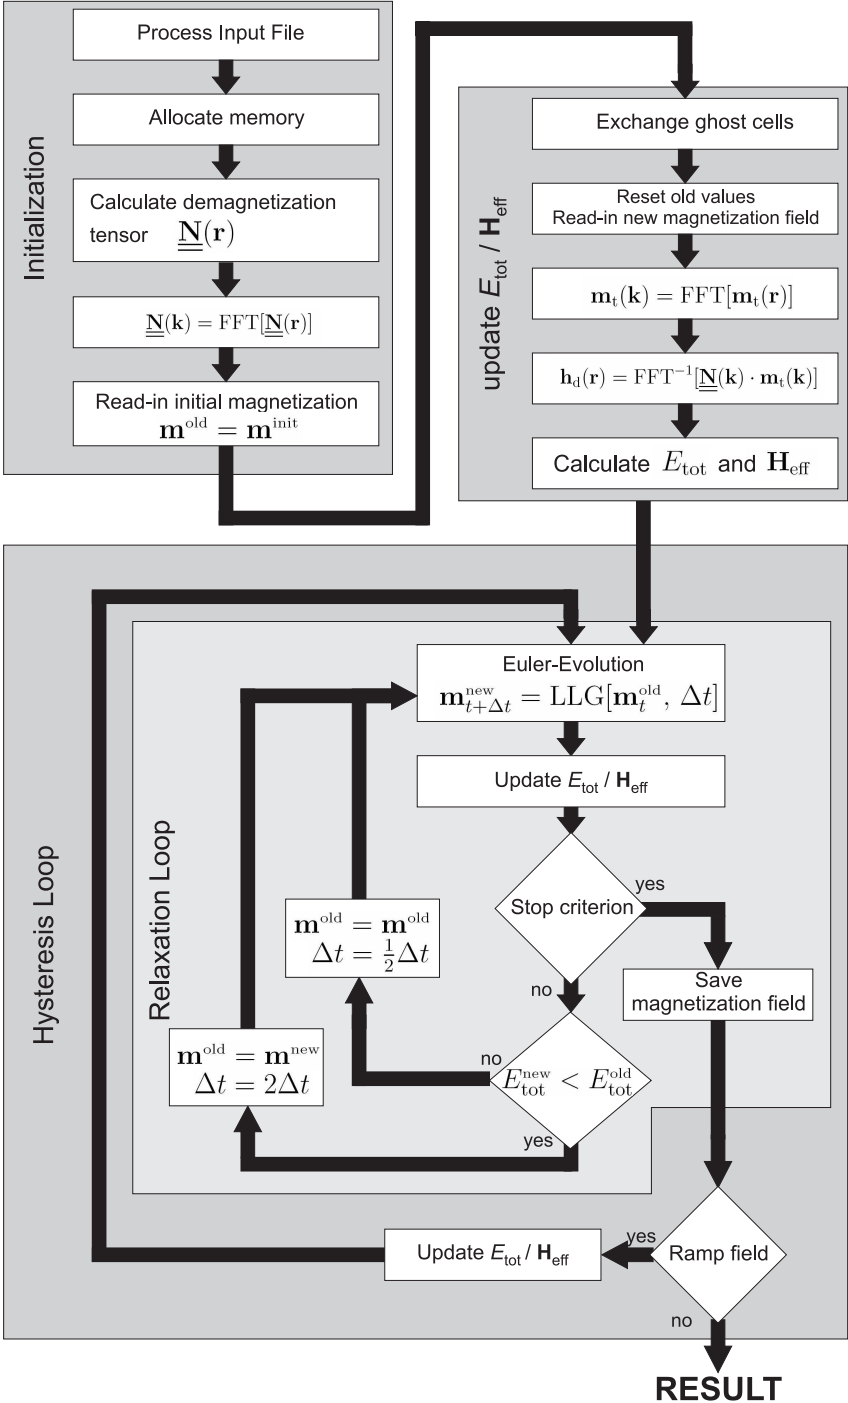 Initialization
Process Input File
Allocate memory
Calculate demagnetization
tensor N(r)
N(k) = FFT[N(r)]
Read-in initial magnetization
m^old = m^init
update E_tot / H_eff
Exchange ghost cells
Reset old values
Read-in new magnetization field
m_t(k) = FFT[m_t(r)]
h_d(r) = FFT^−1[N(k) · m_t(k)]
Calculate E_tot and H_eff
Hysteresis Loop
Relaxation Loop
Euler-Evolution
m^new_t+Δt = LLG[m^old_t, Δt]
Update E_tot / H_eff
Stop criterion
yes
no
Save
magnetization field
m^old = m^old
Δt = 1/2 Δt
E^new_tot < E^old_tot
no
yes
m^old = m^new
Δt = 2Δt
Ramp field
yes
Update E_tot / H_eff
no
RESULT